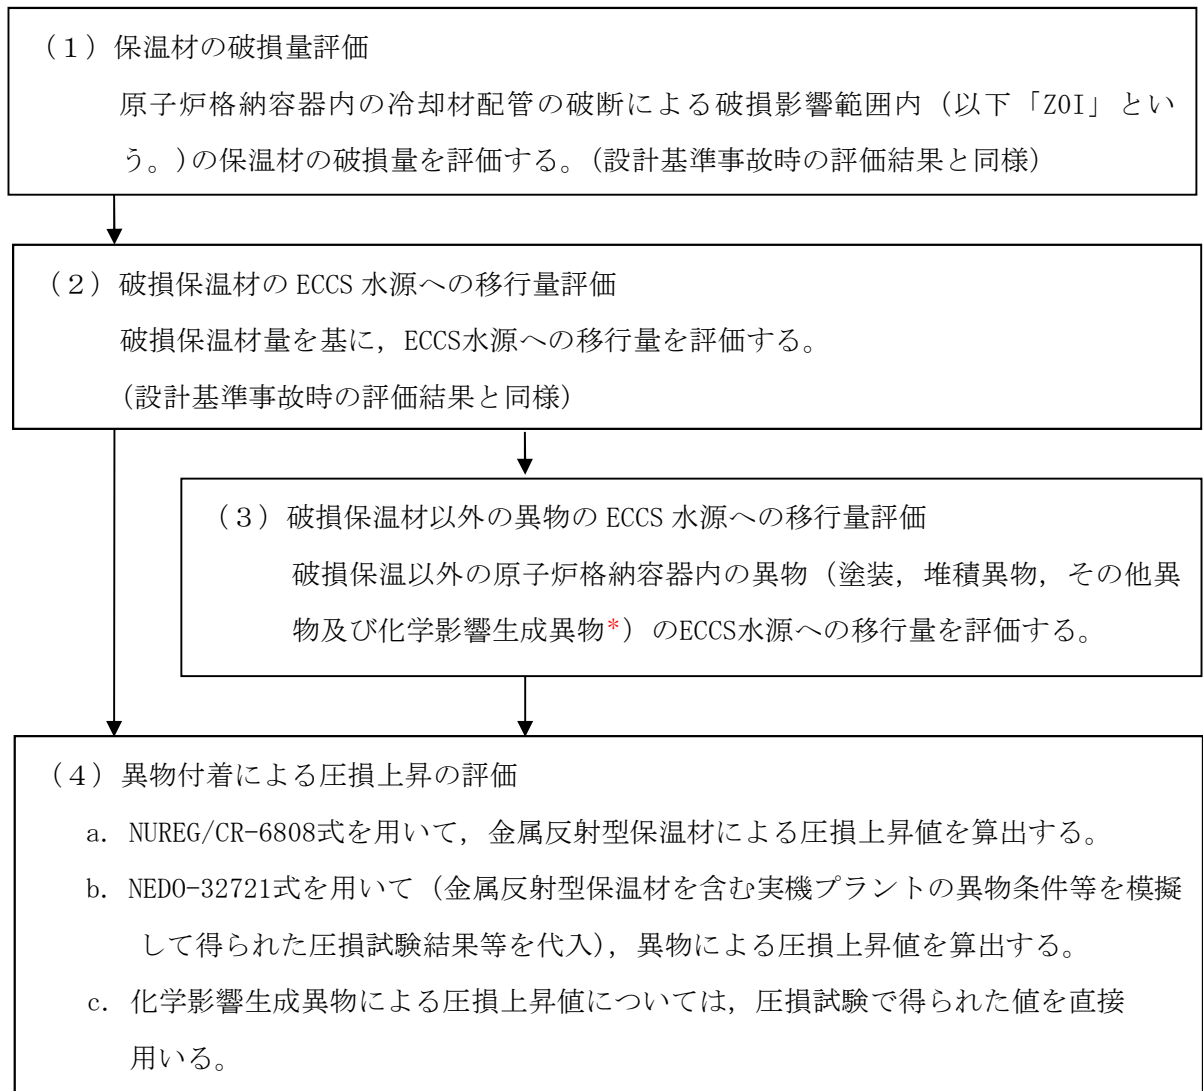 （１）保温材の破損量評価
原子炉格納容器内の冷却材配管の破断による破損影響範囲内（以下「ZOI」とい
う。）の保温材の破損量を評価する。（設計基準事故時の評価結果と同様）
（２）破損保温材の ECCS 水源への移行量評価
破損保温材量を基に，ECCS水源への移行量を評価する。
（設計基準事故時の評価結果と同様）
（３）破損保温材以外の異物の ECCS 水源への移行量評価
破損保温以外の原子炉格納容器内の異物（塗装，堆積異物，その他異
物及び化学影響生成異物*）のECCS水源への移行量を評価する。
（４）異物付着による圧損上昇の評価
a. NUREG/CR-6808式を用いて，金属反射型保温材による圧損上昇値を算出する。
b. NEDO-32721式を用いて（金属反射型保温材を含む実機プラントの異物条件等を模擬
して得られた圧損試験結果等を代入），異物による圧損上昇値を算出する。
c. 化学影響生成異物による圧損上昇値については，圧損試験で得られた値を直接
用いる。